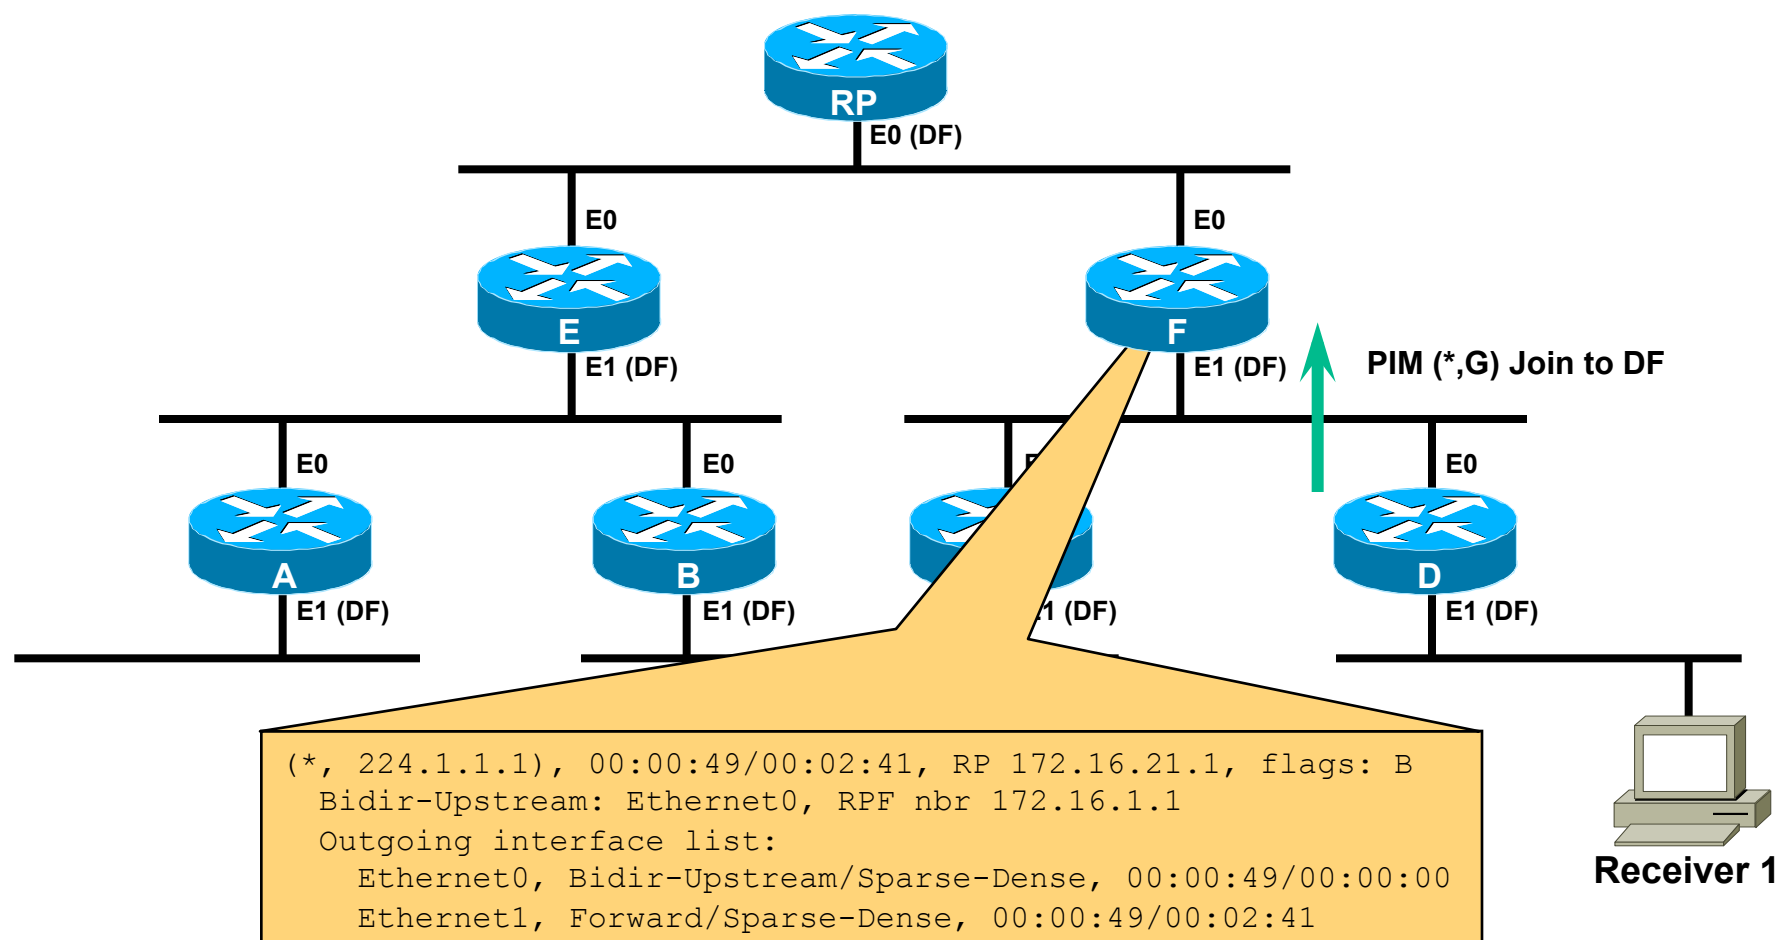 RP
E0 (DF)
E0
E0
E
F
E1 (DF)
E1 (DF)
PIM (*,G) Join to DF
E0
E0
E0
A
B
D
E1 (DF)
E1 (DF)
1 (DF)
E1 (DF)
(*, 224.1.1.1), 00:00:49/00:02:41, RP 172.16.21.1, flags: B
Bidir-Upstream: Ethernet0, RPF nbr 172.16.1.1
Outgoing interface list:
Ethernet0, Bidir-Upstream/Sparse-Dense, 00:00:49/00:00:00
Ethernet1, Forward/Sparse-Dense, 00:00:49/00:02:41
Receiver 1